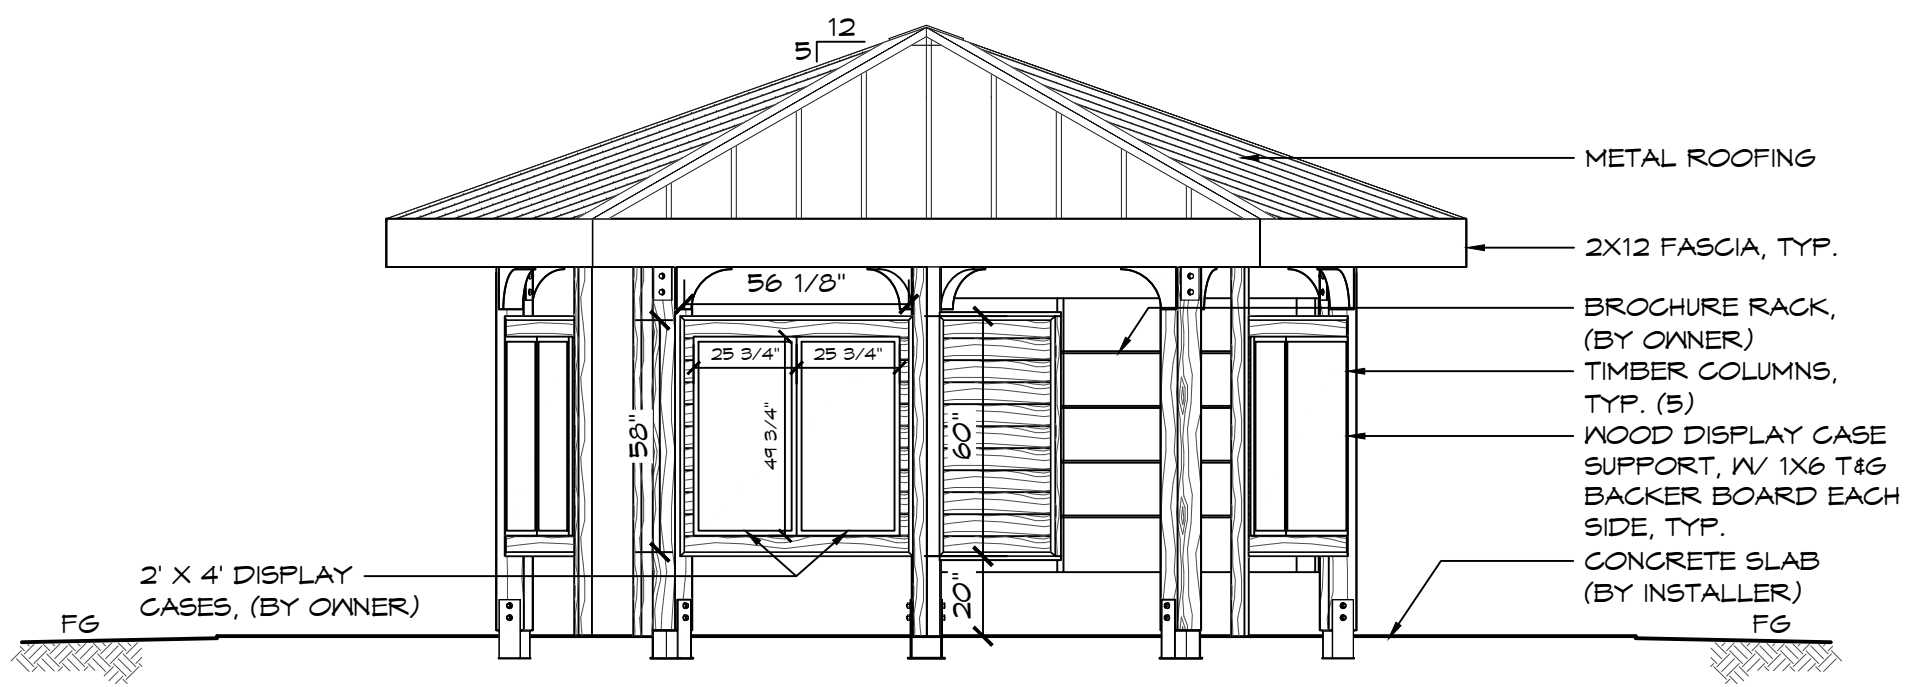 12
5
METAL ROOFING
2X12 FASCIA, TYP.
56 1/8"
BROCHURE RACK,
(BY OWNER)
25 3/4"
25 3/4"
TIMBER COLUMNS,
TYP. (5)
58"
49 3/4"
60"
WOOD DISPLAY CASE
SUPPORT, W/ 1X6 T&G
BACKER BOARD EACH
SIDE, TYP.
2' X 4' DISPLAY
CASES, (BY OWNER)
20"
CONCRETE SLAB
(BY INSTALLER)
FG
FG